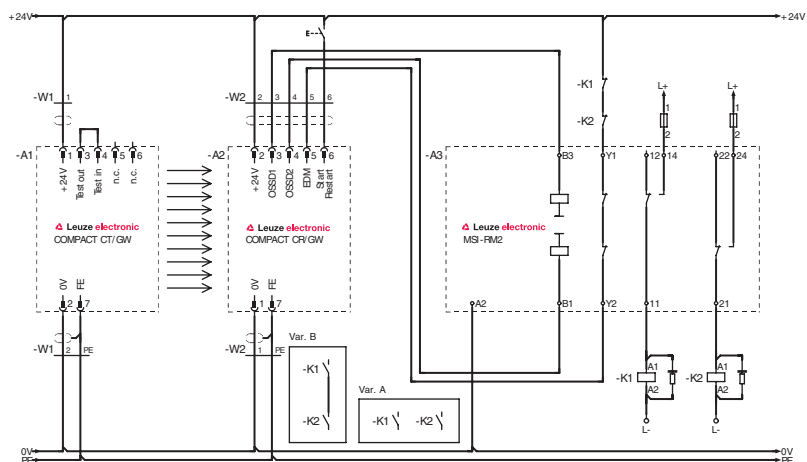 +24V
+24V
E
-K1
-K2
L+
1
2
L+
1
2
-W1
1
-W2
2 3 4 5 6
-A1
1 3 4 5 6
+24V
Test out
Test in
n.c.
n.c.
-A2
2 3 4 5 6
+24V
OSSD1
OSSD2
EDM
Start
Restart
-A3
B3
Y1
12
14
22
24
Leuze electronic
COMPACT CT/GW
Leuze electronic
COMPACT CR/GW
Leuze electronic
MSI-RM2
0V
FE
2 7
0V
FE
1 7
A2
B1
Y2
11
21
-W1
2
PE
-W2
1
PE
Var. B
-K1
-K2
Var. A
-K1
-K2
-K1
A1
A2
L-
-K2
A1
A2
L-
0V
PE
0V
PE